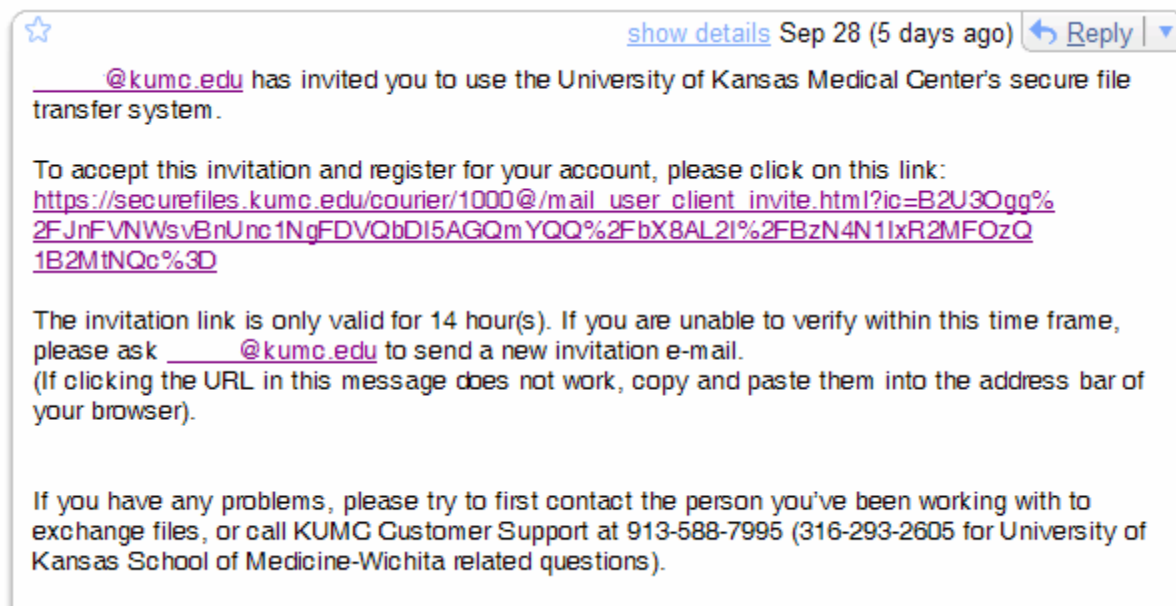 show details Sep 28 (5 days ago) Reply
@kumc.edu has invited you to use the University of Kansas Medical Center's secure file
transfer system.
To accept this invitation and register for your account, please click on this link:
https://securefiles.kumc.edu/courier/1000@/mail_user_client_invite.html?ic=B2U3Ogg%
2FJnFVNWsvBnUnc1NgFDVQbDI5AGQmYQQ%2FbX8AL2I%2FBzN4N1IxR2MFOzQ
1B2MtNQc%3D
The invitation link is only valid for 14 hour(s). If you are unable to verify within this time frame,
please ask @kumc.edu to send a new invitation e-mail.
(If clicking the URL in this message does not work, copy and paste them into the address bar of
your browser).
If you have any problems, please try to first contact the person you've been working with to
exchange files, or call KUMC Customer Support at 913-588-7995 (316-293-2605 for University of
Kansas School of Medicine-Wichita related questions).